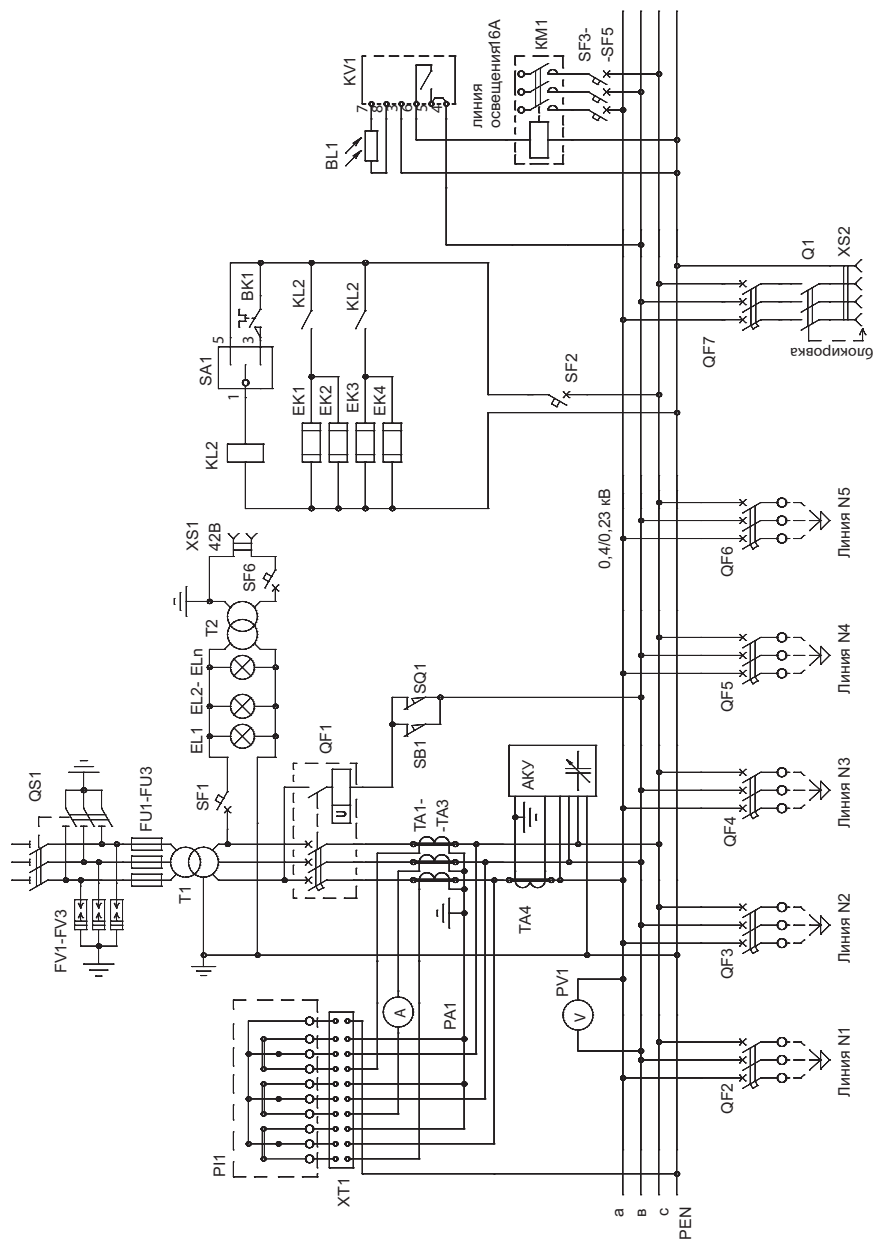 QS1
FV1-FV3
FU1-FU3
T1
SF1
EL1
EL2-
ELn
T2
SF6
XS1
42В
QF1
U
SB1
SQ1
TA1-
-TA3
TA4
АКУ
PI1
XT1
A
PA1
PV1
V
KL2
SA1
1
5
3
BK1
EK1
EK2
EK3
EK4
KL2
KL2
SF2
BL1
KV1
7
8
3
6
5
4
ЛИНИЯ
освещения16А
KM1
SF3-
-SF5
0,4/0,23 кВ
a
в
c
PEN
QF2
QF3
QF4
QF5
QF6
QF7
Q1
XS2
блокировка
Линия N1
Линия N2
Линия N3
Линия N4
Линия N5